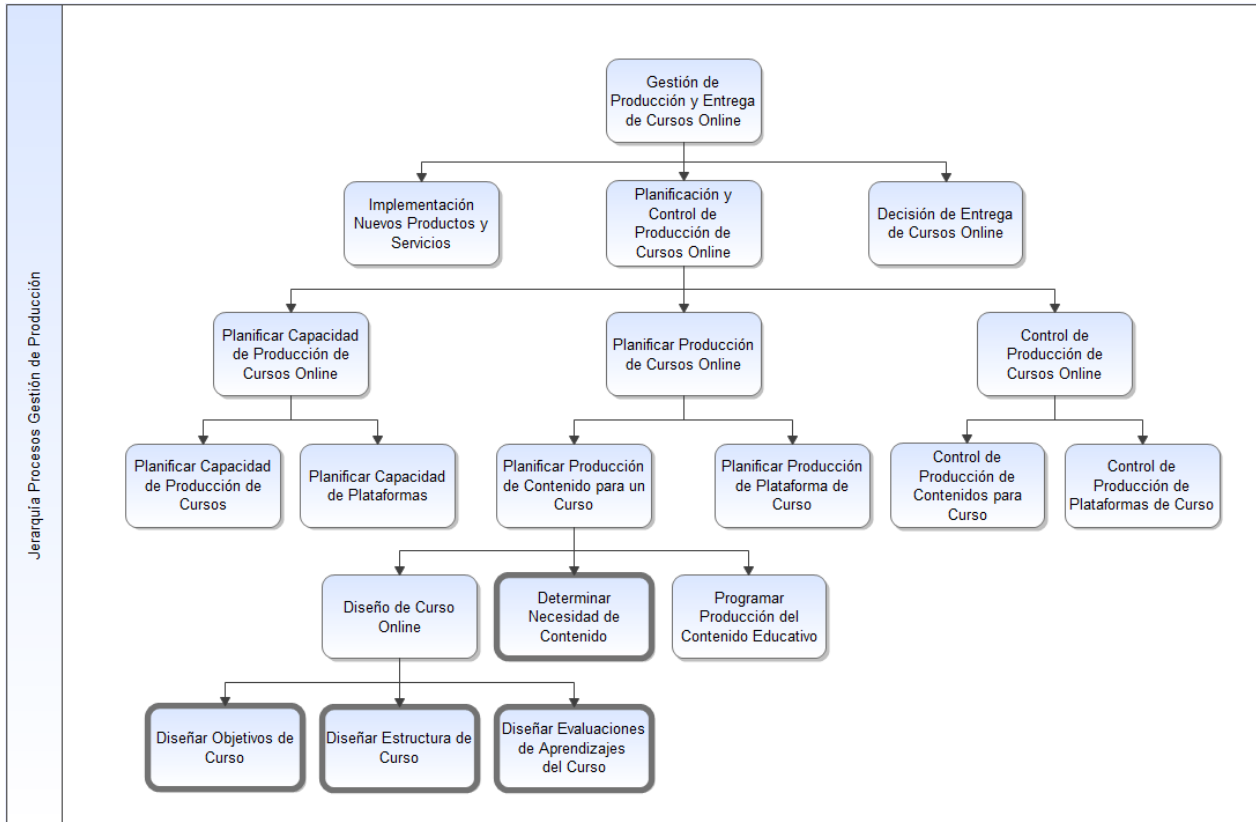 Jerarquía Procesos Gestión de Producción
Gestión de
Producción y Entrega
de Cursos Online
Implementación
Nuevos Productos y
Servicios
Planificación y
Control de
Producción de
Cursos Online
Decisión de Entrega
de Cursos Online
Planificar Capacidad
de Producción de
Cursos Online
Planificar Producción
de Cursos Online
Control de
Producción de
Cursos Online
Planificar Capacidad
de Producción de
Cursos
Planificar Capacidad
de Plataformas
Planificar Producción
de Contenido para un
Curso
Planificar Producción
de Plataforma de
Curso
Control de
Producción de
Contenidos para
Curso
Control de
Producción de
Plataformas de Curso
Diseño de Curso
Online
Determinar
Necesidad de
Contenido
Programar
Producción del
Contenido Educativo
Diseñar Objetivos de
Curso
Diseñar Estructura de
Curso
Diseñar Evaluaciones
de Aprendizajes
del Curso